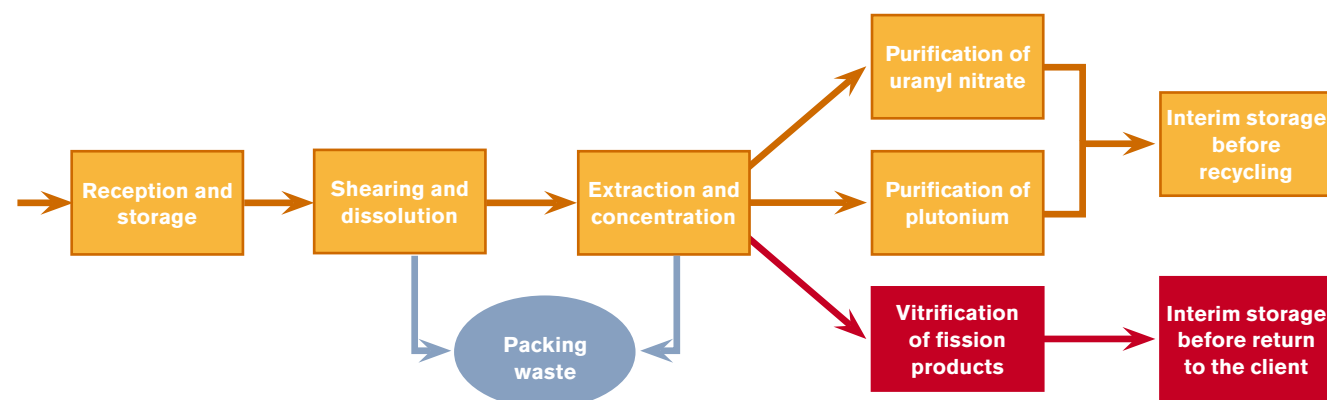 Reception and
storage
Shearing and
dissolution
Extraction and
concentration
Purification of
uranyl nitrate
Purification of
plutonium
Interim storage
before
recycling
Packing
waste
Vitrification
of fission
products
Interim storage
before return
to the client